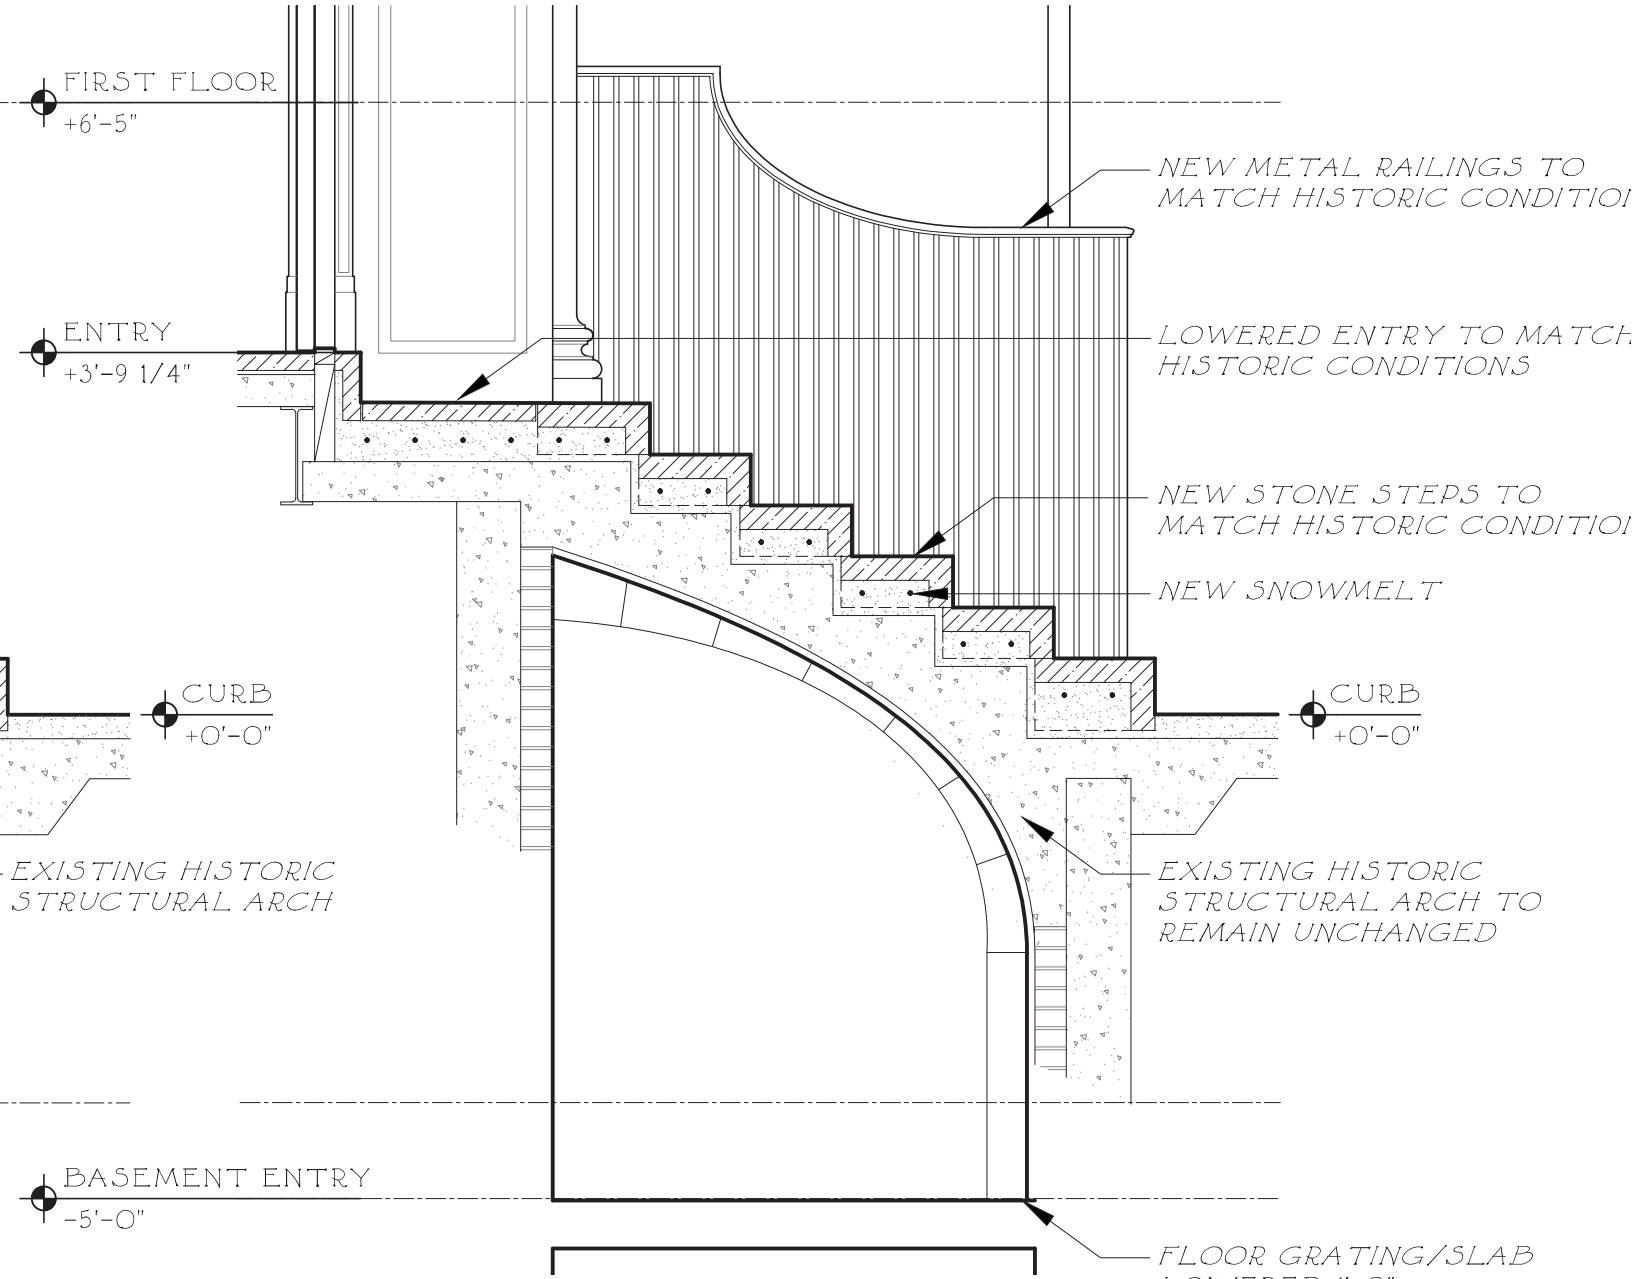 FIRST FLOOR
+6'-5"
NEW METAL RAILINGS TO
MATCH HISTORIC CONDITION
ENTRY
+3'-9 1/4"
LOWERED ENTRY TO MATCH
HISTORIC CONDITIONS
NEW STONE STEPS TO
MATCH HISTORIC CONDITION
NEW SNOWMELT
CURB
+0'-0"
CURB
+0'-0"
EXISTING HISTORIC
STRUCTURAL ARCH
EXISTING HISTORIC
STRUCTURAL ARCH TO
REMAIN UNCHANGED
BASEMENT ENTRY
-5'-0"
FLOOR GRATING/SLAB